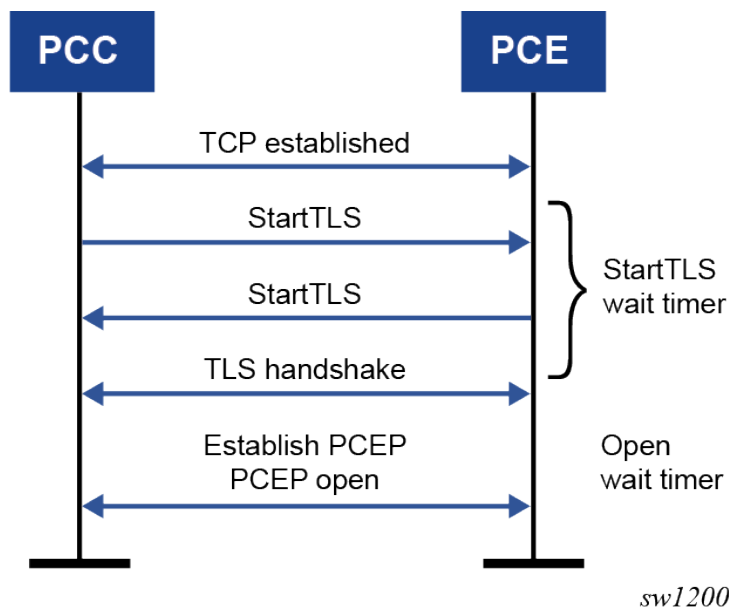 PCC
PCE
TCP established
StartTLS
StartTLS
StartTLS
wait timer
TLS handshake
Establish PCEP
PCEP open
Open
wait timer
sw1200